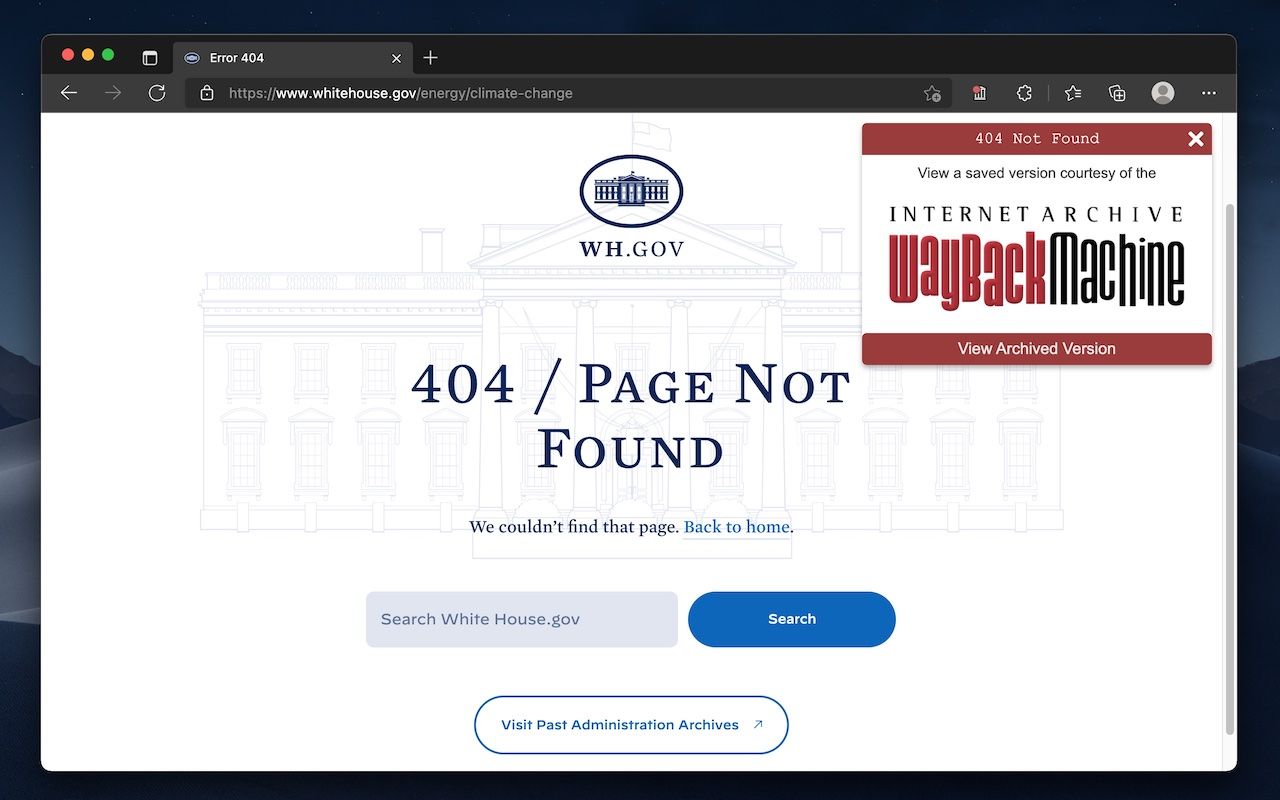 Error 404
https://www.whitehouse.gov/energy/climate-change
404 Not Found
View a saved version courtesy of the
INTERNET ARCHIVE
WayBackMachine
View Archived Version
WH.GOV
404 / Page Not
Found
We couldn’t find that page. Back to home.
Search White House.gov
Search
Visit Past Administration Archives